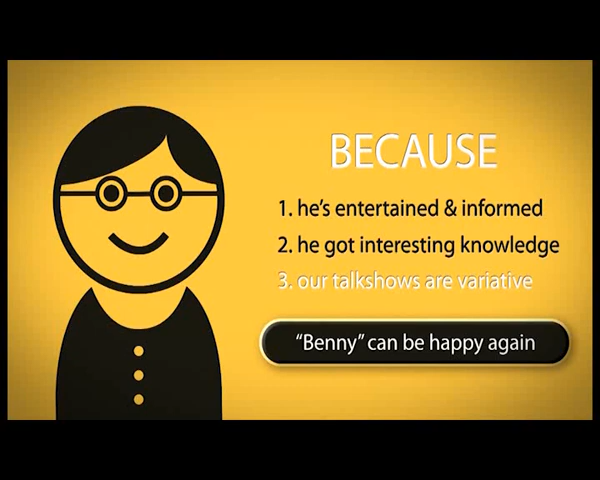 BECAUSE
1. he's entertained & informed
2. he got interesting knowledge
3. our talkshows are variative
“Benny” can be happy again